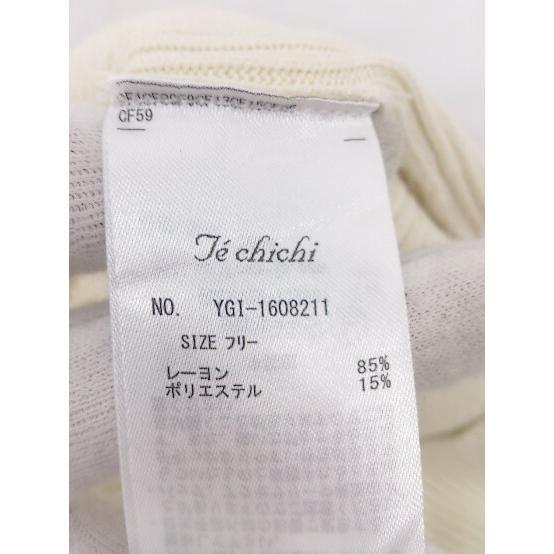 CF59
Té chichi
NO. YGI-1608211
SIZE フリー
レーヨン 85%
ポリエステル 15%